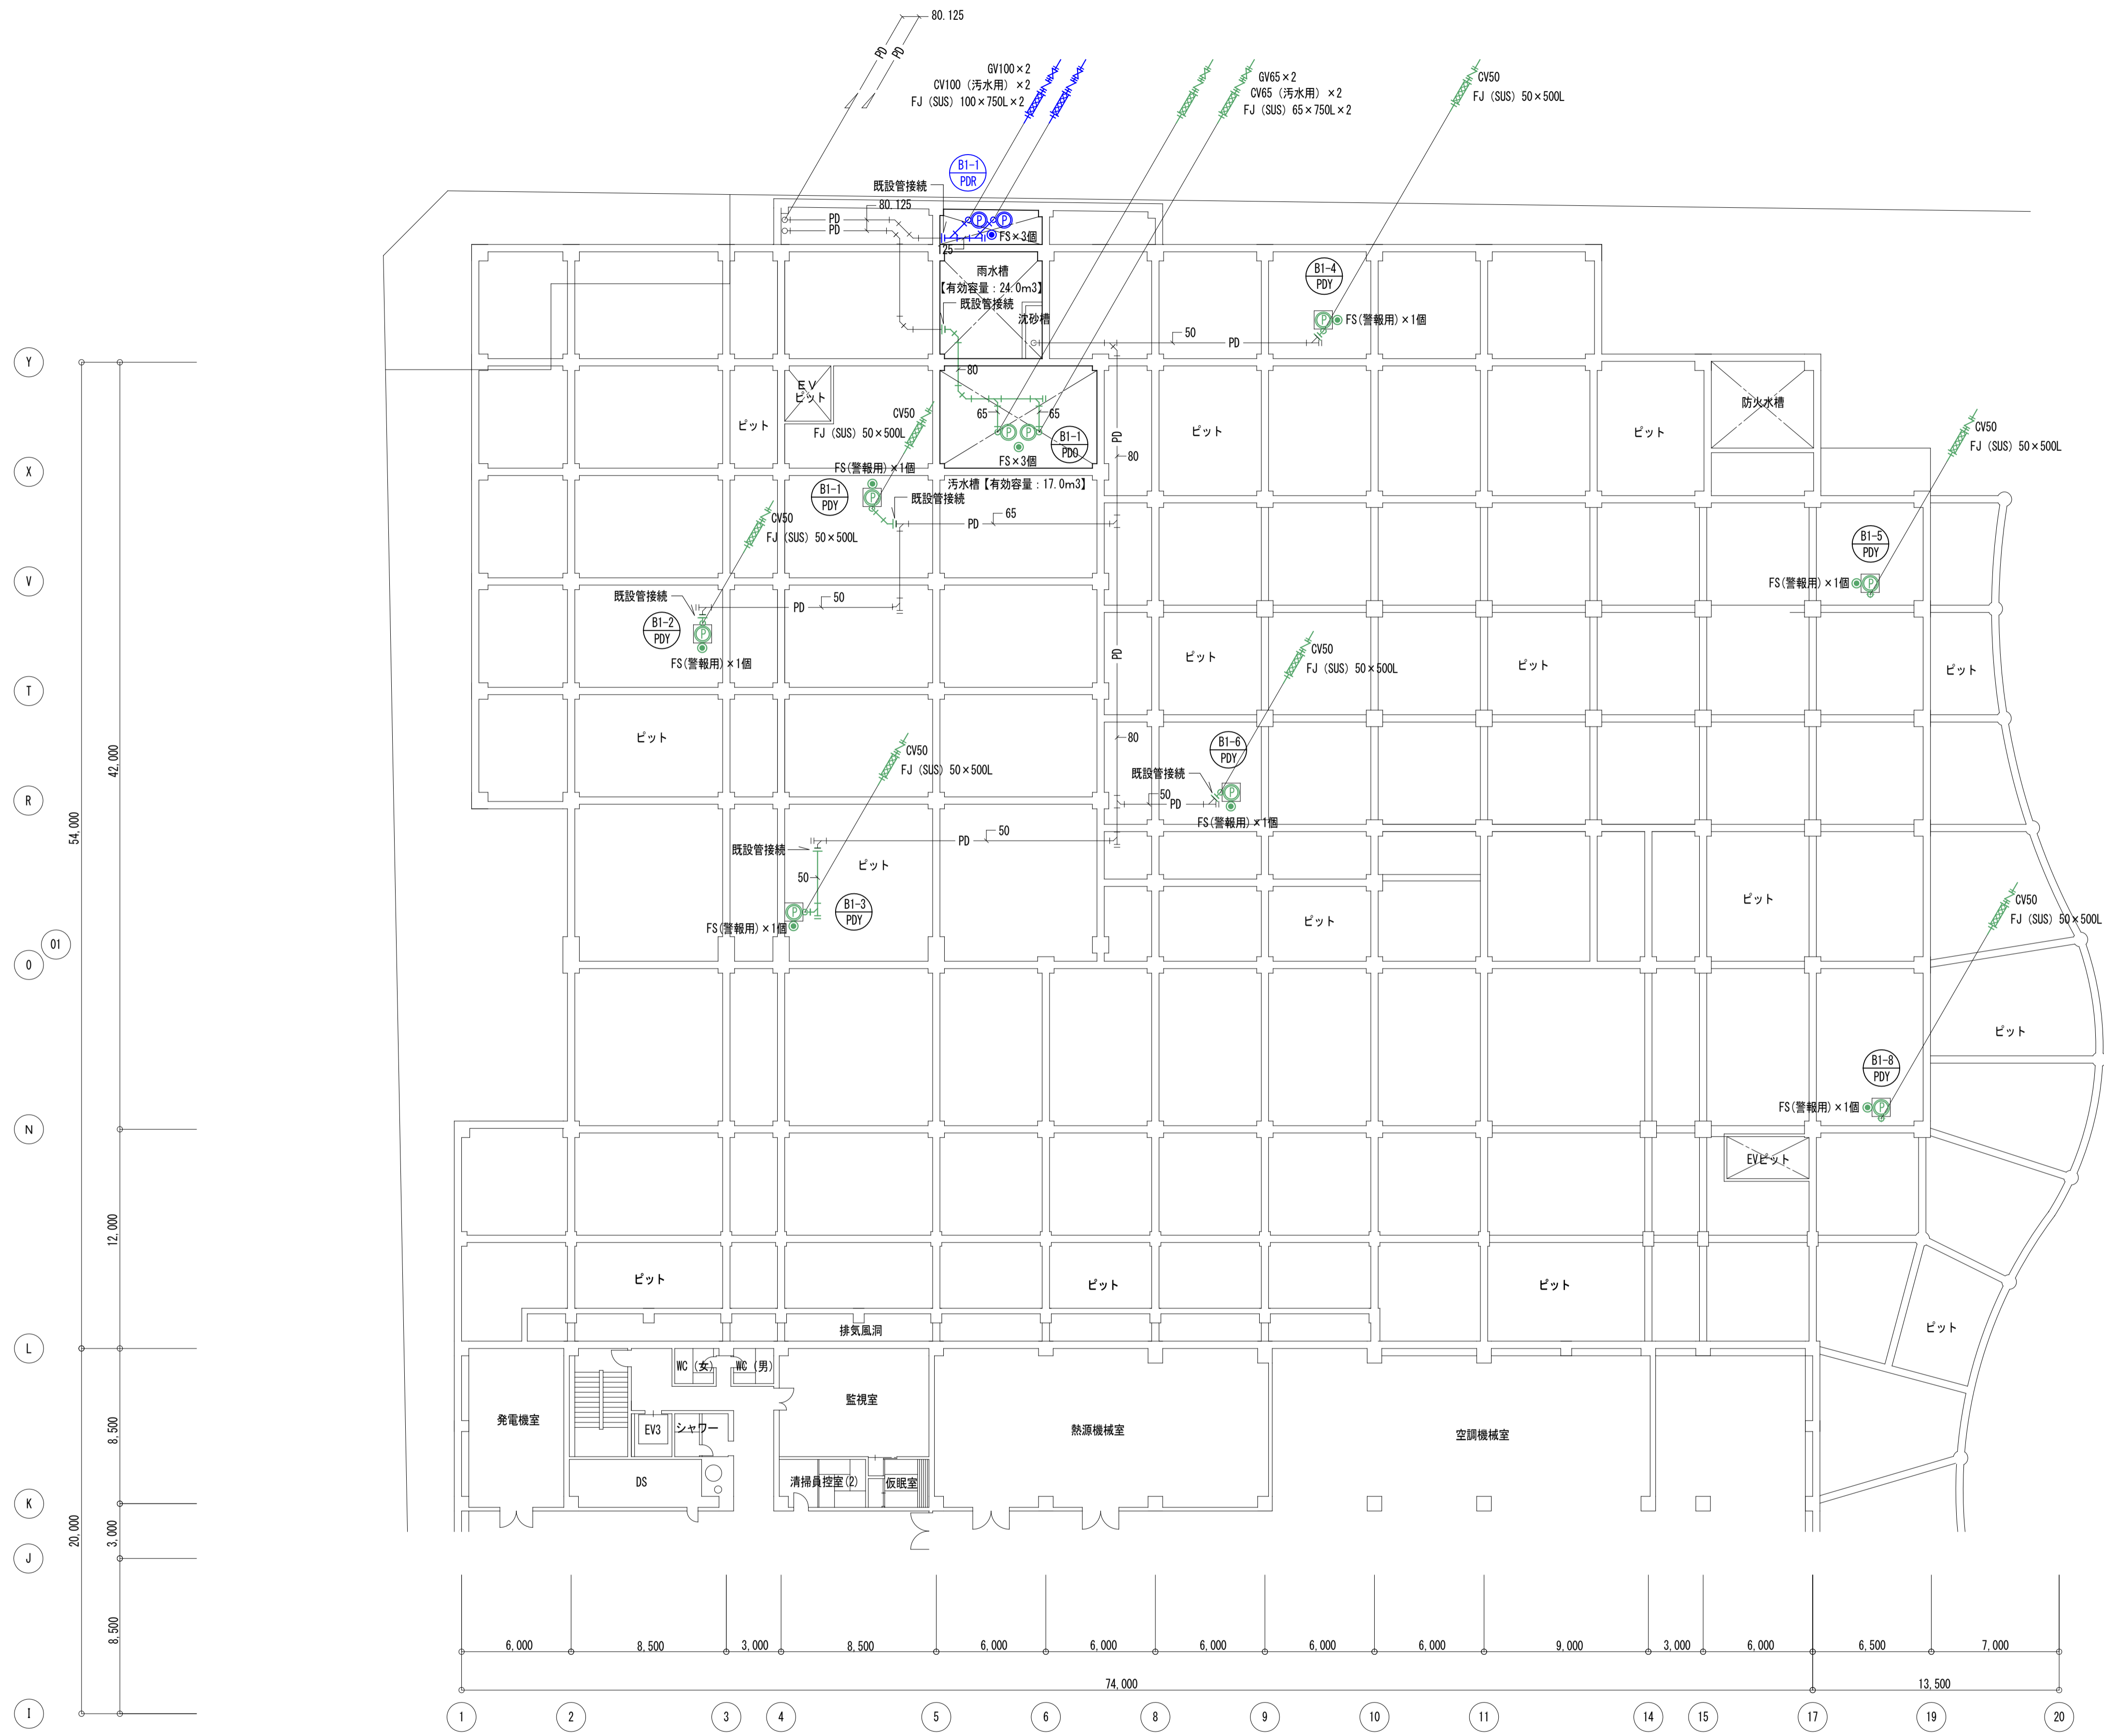 80.125
PD
PD
GV100×2
CV100（汚水用）×2
FJ（SUS）100×750L×2
GV65×2
CV65（汚水用）×2
FJ（SUS）65×750L×2
CV50
FJ（SUS）50×500L
B1-1
PDR
既設管接続
80.125
PD
PD
P
P
FS×3個
125
雨水槽
【有効容量：24.0m3】
既設管接続
沈砂槽
B1-4
PDY
P
FS(警報用)×1個
50
PD
Y
80
EV
ピット
ピット
CV50
FJ（SUS）50×500L
65
65
P
P
B1-1
PDO
FS×3個
PD
80
ピット
ピット
防火水槽
CV50
FJ（SUS）50×500L
X
FS(警報用)×1個
B1-1
PDY
P
汚水槽【有効容量：17.0m3】
既設管接続
65
PD
CV50
FJ（SUS）50×500L
B1-5
PDY
FS(警報用)×1個
P
V
既設管接続
50
PD
B1-2
PDY
P
FS(警報用)×1個
PD
ピット
CV50
FJ（SUS）50×500L
ピット
ピット
T
ピット
80
B1-6
PDY
既設管接続
50
PD
P
FS(警報用)×1個
CV50
FJ（SUS）50×500L
42,000
54,000
R
既設管接続
50
PD
50
ピット
P
B1-3
PDY
FS(警報用)×1個
ピット
ピット
CV50
FJ（SUS）50×500L
01
O
ピット
B1-8
PDY
FS(警報用)×1個
P
N
EVピット
12,000
ピット
ピット
ピット
ピット
排気風洞
L
WC（女）
WC（男）
監視室
発電機室
EV3
シャワー
熱源機械室
空調機械室
8,500
DS
清掃員控室(2)
仮眠室
K
20,000
3,000
J
8,500
6,000
8,500
3,000
8,500
6,000
6,000
6,000
6,000
6,000
9,000
3,000
6,000
6,500
7,000
74,000
13,500
I
1
2
3
4
5
6
8
9
10
11
14
15
17
19
20